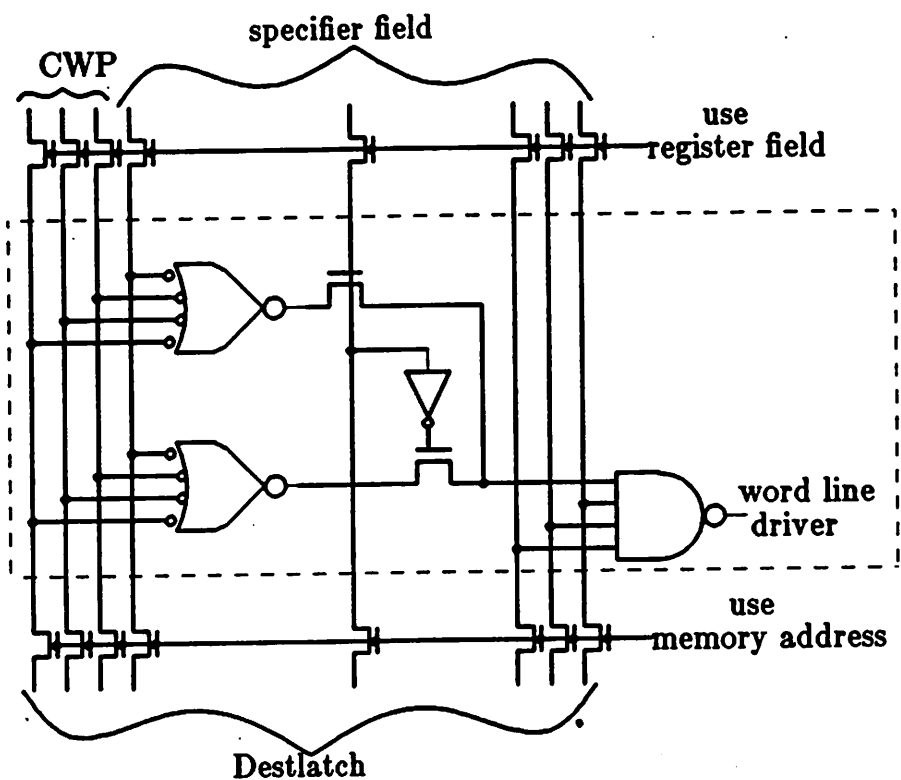 specifier field
CWP
use
register field
word line
driver
use
memory address
Destlatch